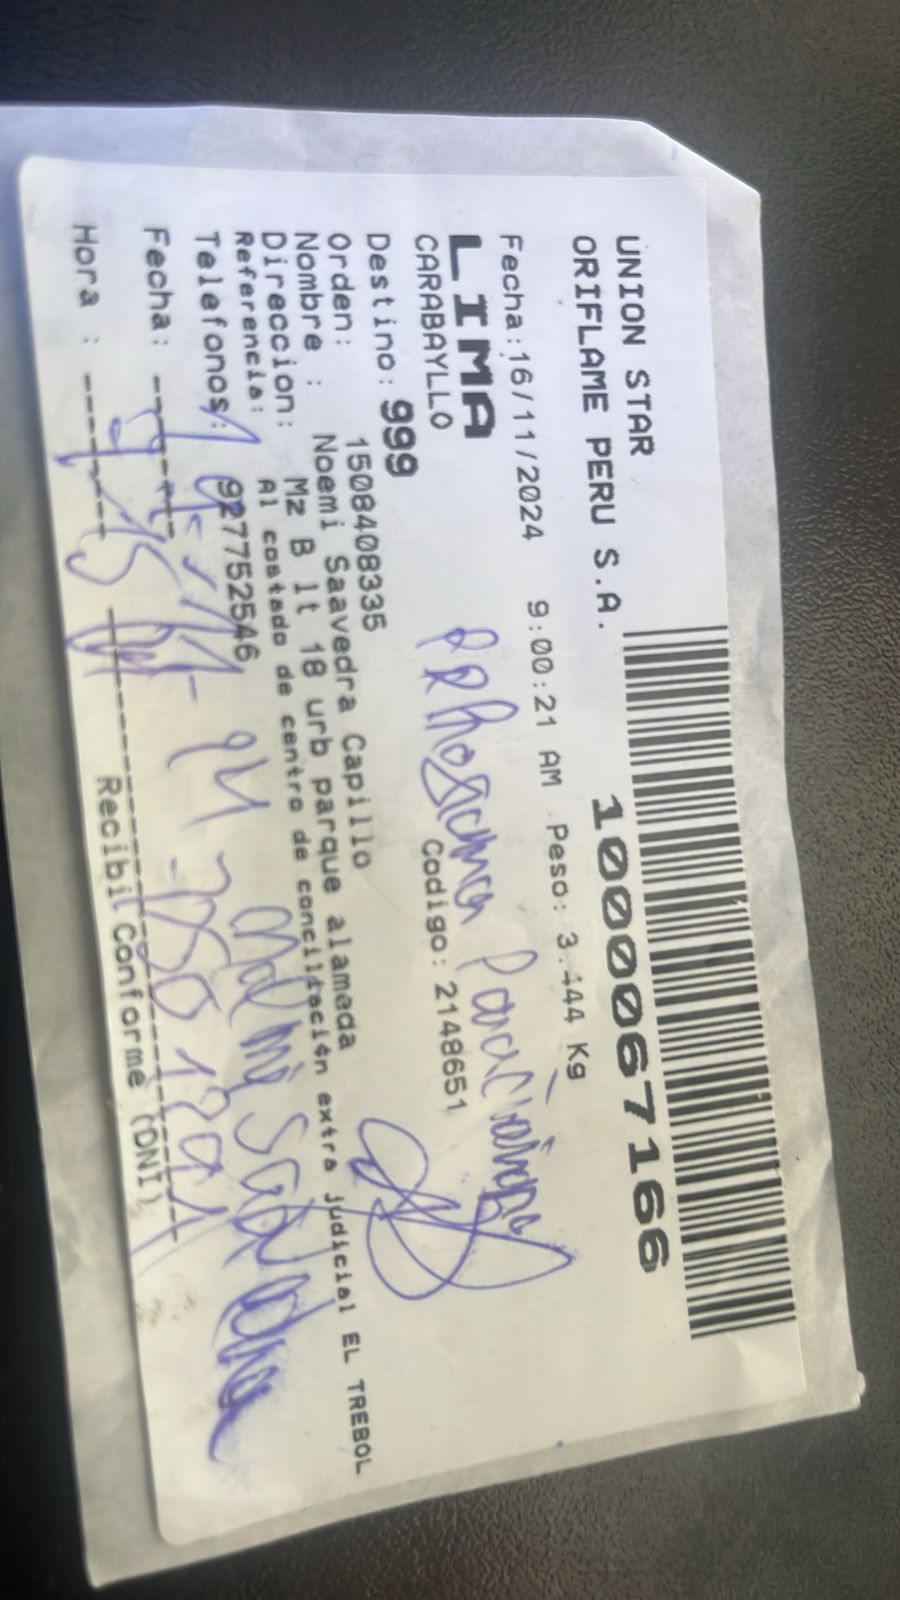 UNION STAR
ORIFLAME PERU S.A.
1000067166
Fecha:16/11/2024 9:00:21 AM Peso: 3.444 Kg
LIMA
CARABAYLLO
Codigo: 2148651
Destino: 999
Orden: 1508408335
Nombre : Noemi Saavedra Capillo
Direccion: Mz B lt 18 urb parque alameda
Referencia: Al costado de centro de conciliación extra judicial EL TREBOL
Telefonos: 927752546
Fecha:
Hora :
Recibí Conforme (DNI)